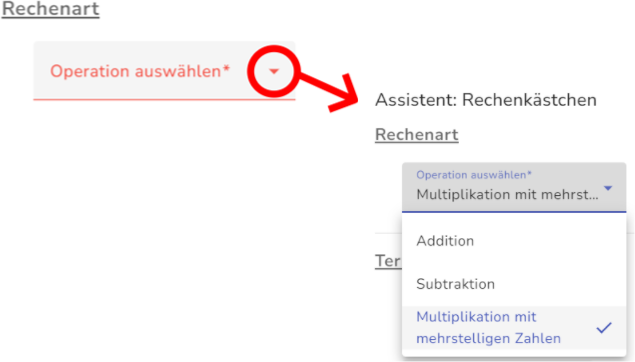 Rechenart
Operation auswählen*
Assistent: Rechenkästchen
Rechenart
Operation auswählen*
Multiplikation mit mehrst...
Addition
Ter
Subtraktion
Multiplikation mit
mehrstelligen Zahlen